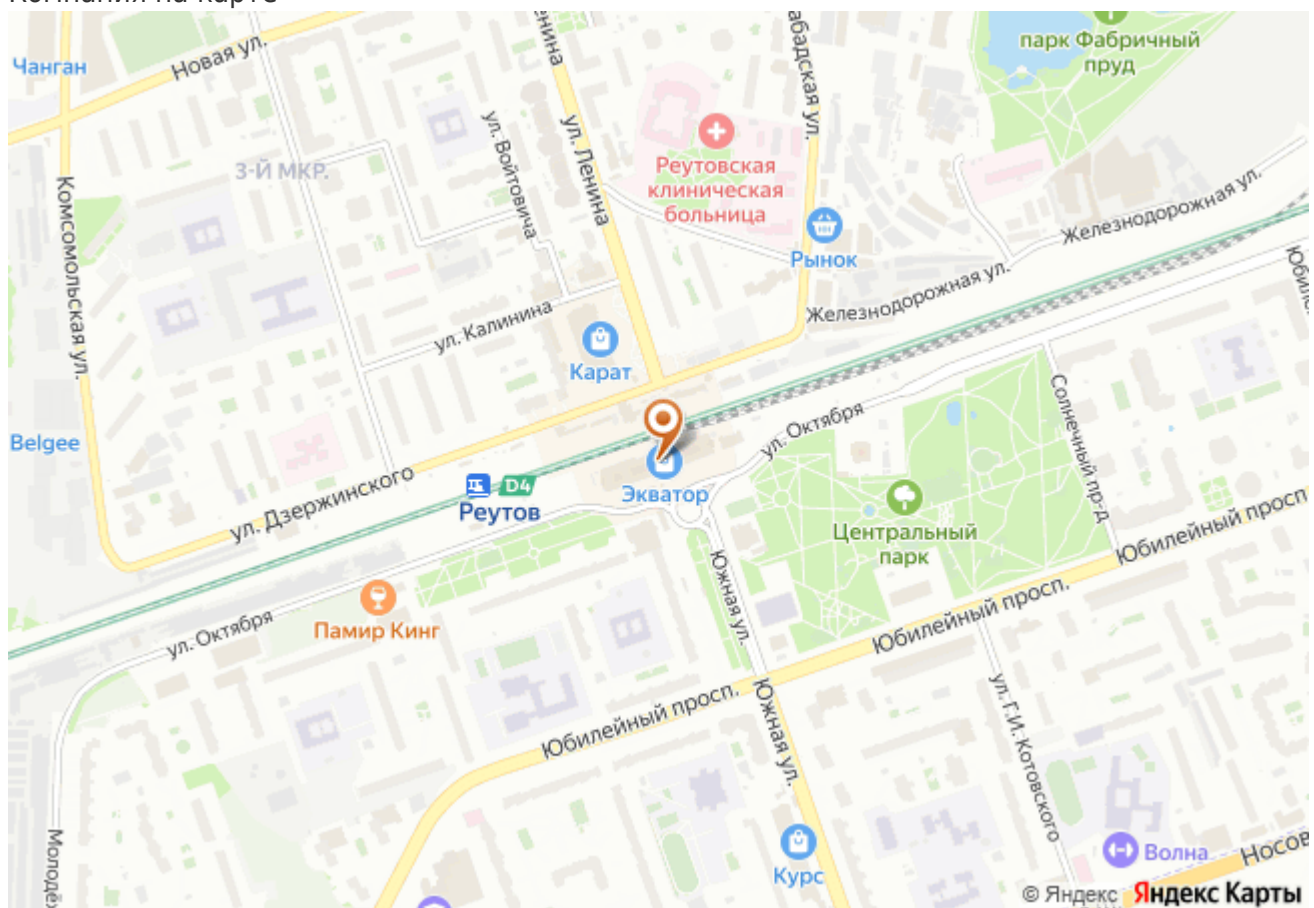 Компания на карте
Чанган
Новая ул.
ул. Ленина
парк Фабричный
пруд
ул. Войтовича
3-Й МКР.
Реутовская
клиническая
больница
Рынок
Комсомольская ул.
Железнодорожная ул.
Железнодорожная ул.
ул. Калинина
Карат
ул. Октября
Солнечный пр-д
Belgee
ул. Дзержинского
D4
Реутов
Экватор
Центральный
парк
Юбилейный просп.
Южная ул.
Юбилейный просп.
Памир Кинг
ул. Октября
Юбилейный просп.
Южная ул.
ул. Г.И. Котовского
Волна
Курс
© Яндекс Яндекс Карты